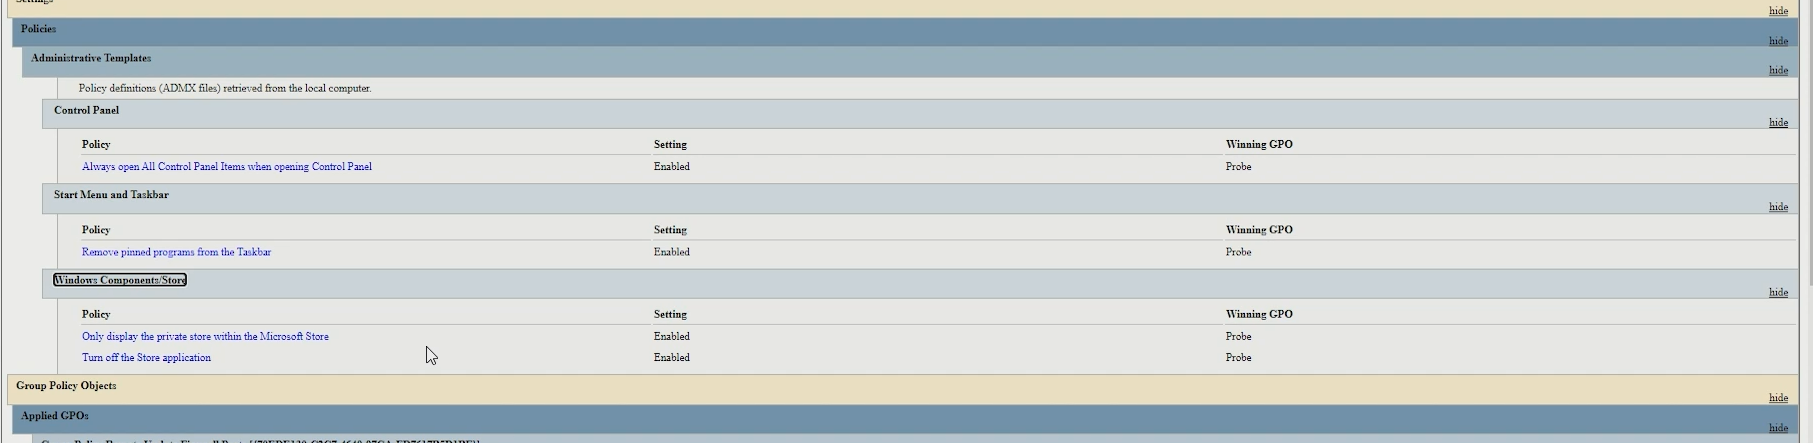 Settings
hide
Policies
hide
Administrative Templates
hide
Policy definitions (ADMX files) retrieved from the local computer.
Control Panel
hide
Policy Setting Winning GPO
Always open All Control Panel Items when opening Control Panel Enabled Probe
Start Menu and Taskbar
hide
Policy Setting Winning GPO
Remove pinned programs from the Taskbar Enabled Probe
Windows Components/Store
hide
Policy Setting Winning GPO
Only display the private store within the Microsoft Store Enabled Probe
Turn off the Store application Enabled Probe
Group Policy Objects
hide
Applied GPOs
hide